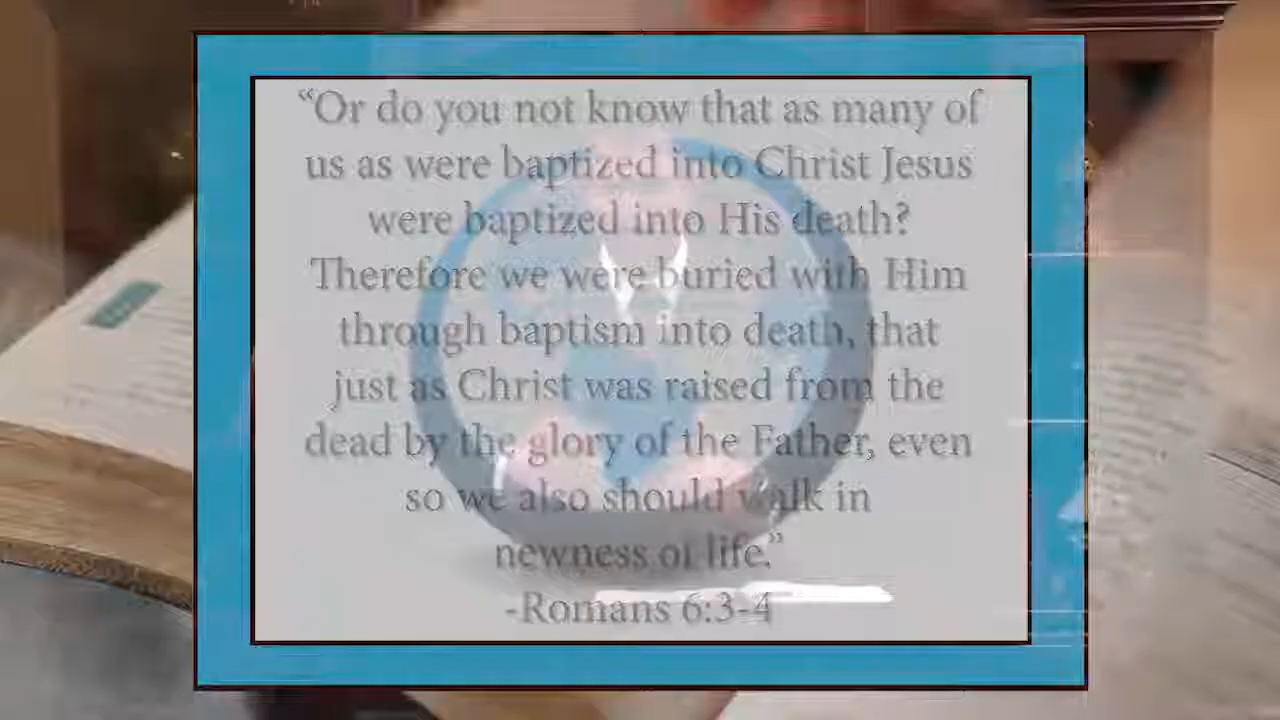 “Or do you not know that as many of
us as were baptized into Christ Jesus
were baptized into His death?
Therefore we were buried with Him
through baptism into death, that
just as Christ was raised from the
dead by the glory of the Father, even
so we also should walk in
newness of life.”
-Romans 6:3-4